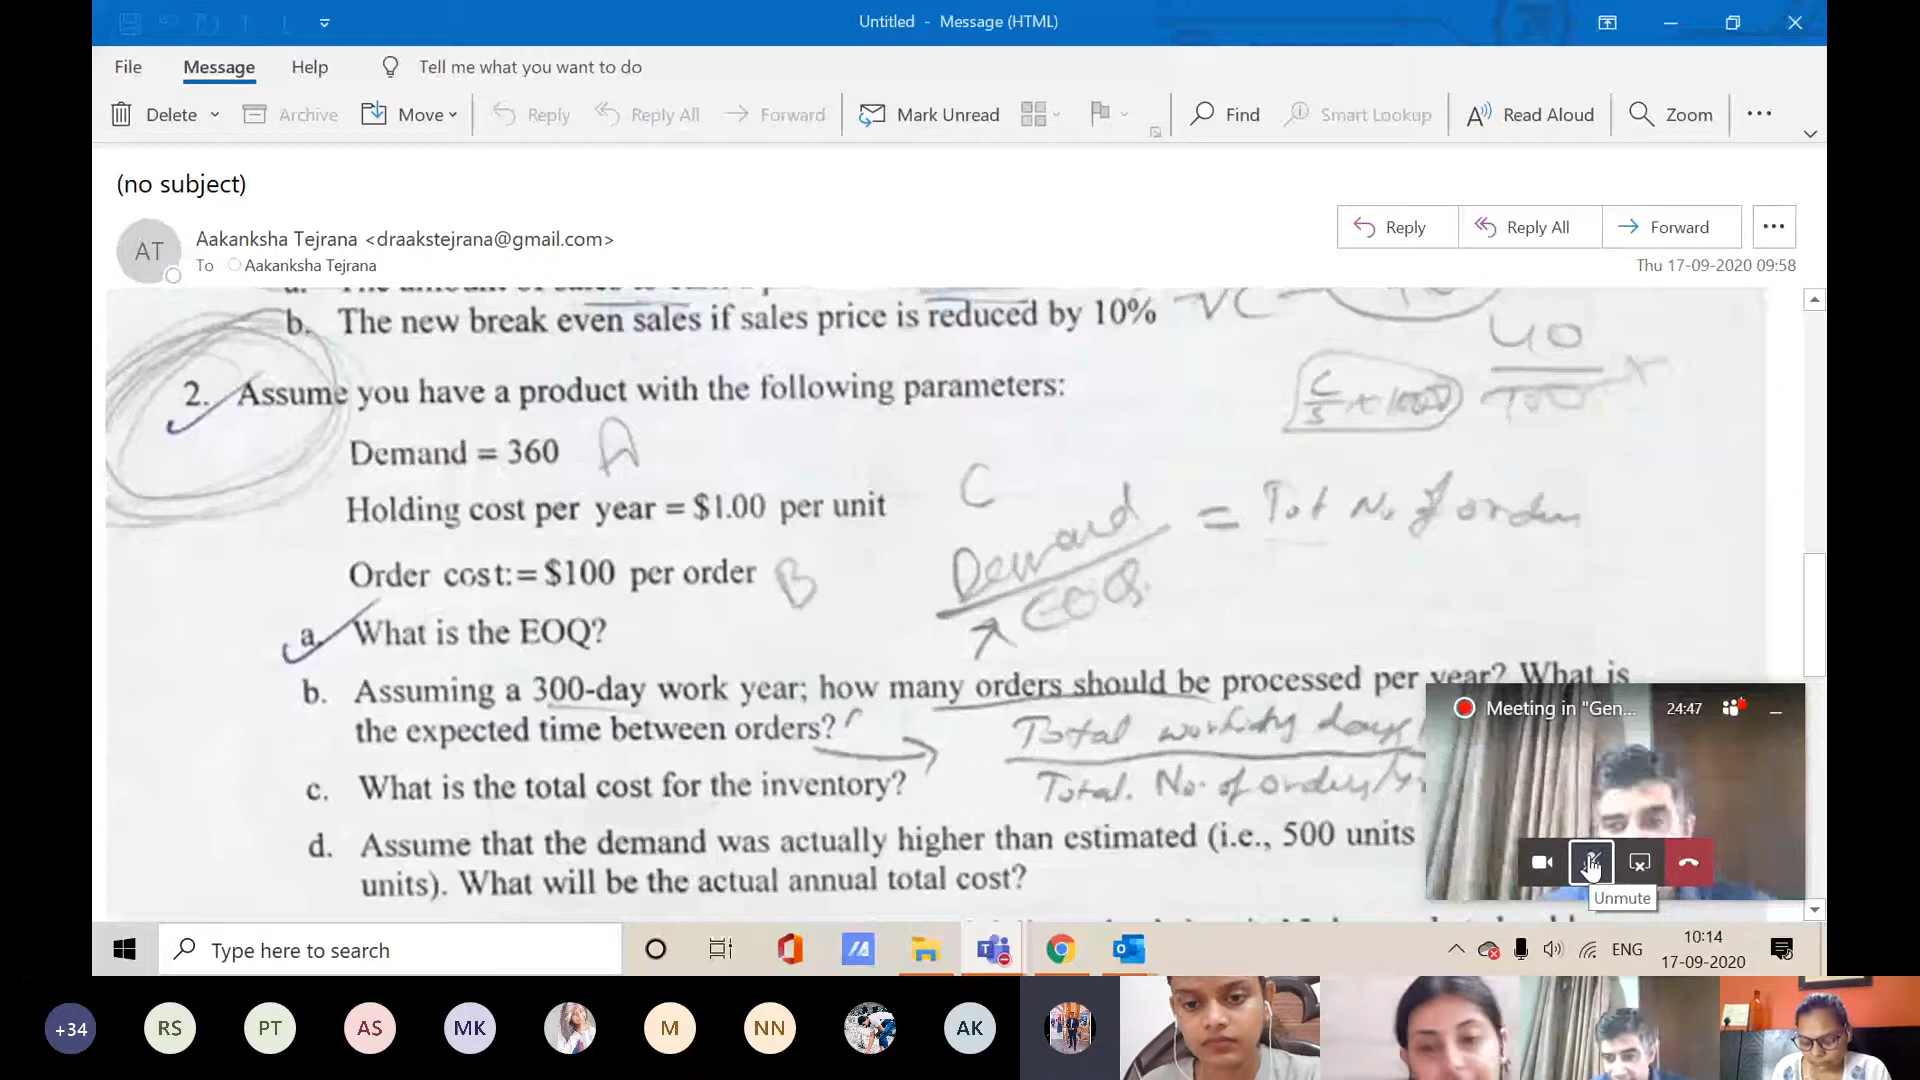 Untitled - Message (HTML)
File Message Help Tell me what you want to do
Delete Archive Move Reply Reply All Forward Mark Unread Find Smart Lookup Read Aloud Zoom
(no subject)
AT
Aakanksha Tejrana <draakstejrana@gmail.com>
To Aakanksha Tejrana
Reply Reply All Forward
Thu 17-09-2020 09:58
b. The new break even sales if sales price is reduced by 10% VC
40
100
2. Assume you have a product with the following parameters:
Demand = 360 A
Holding cost per year = $1.00 per unit C
Demand
EOQ
= Tot No of orders
Order cost:= $100 per order B
a. What is the EOQ?
b. Assuming a 300-day work year; how many orders should be processed per year? What is
the expected time between orders?
Total working days
Total. No. of orders/yr
c. What is the total cost for the inventory?
d. Assume that the demand was actually higher than estimated (i.e., 500 units
units). What will be the actual annual total cost?
Meeting in "Gen... 24:47
Unmute
Type here to search
ENG
10:14
17-09-2020
+34 RS PT AS MK M NN AK